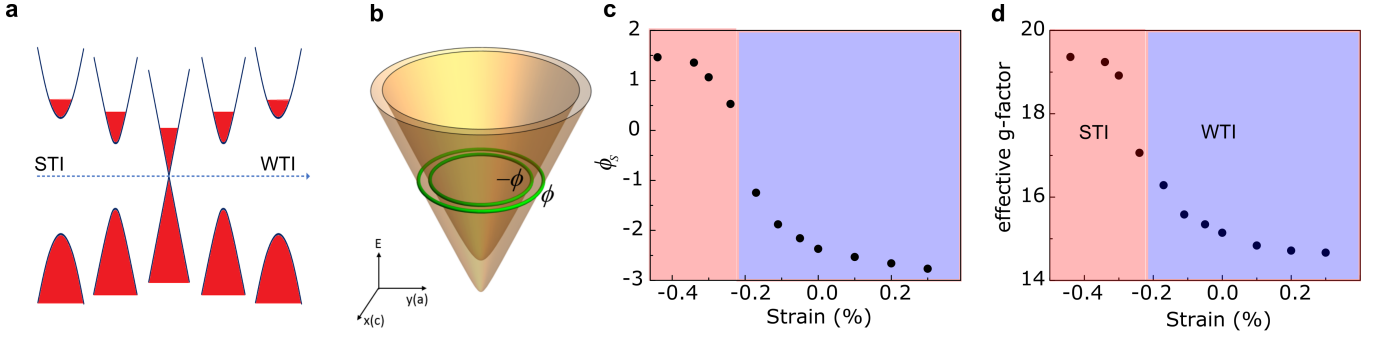 a
STI
WTI
b
−ϕ
ϕ
E
y(a)
x(c)
c
2
1
0
-1
-2
-3
ϕs
-0.4
-0.2
0.0
0.2
Strain (%)
d
20
18
16
14
effective g-factor
STI
WTI
-0.4
-0.2
0.0
0.2
Strain (%)